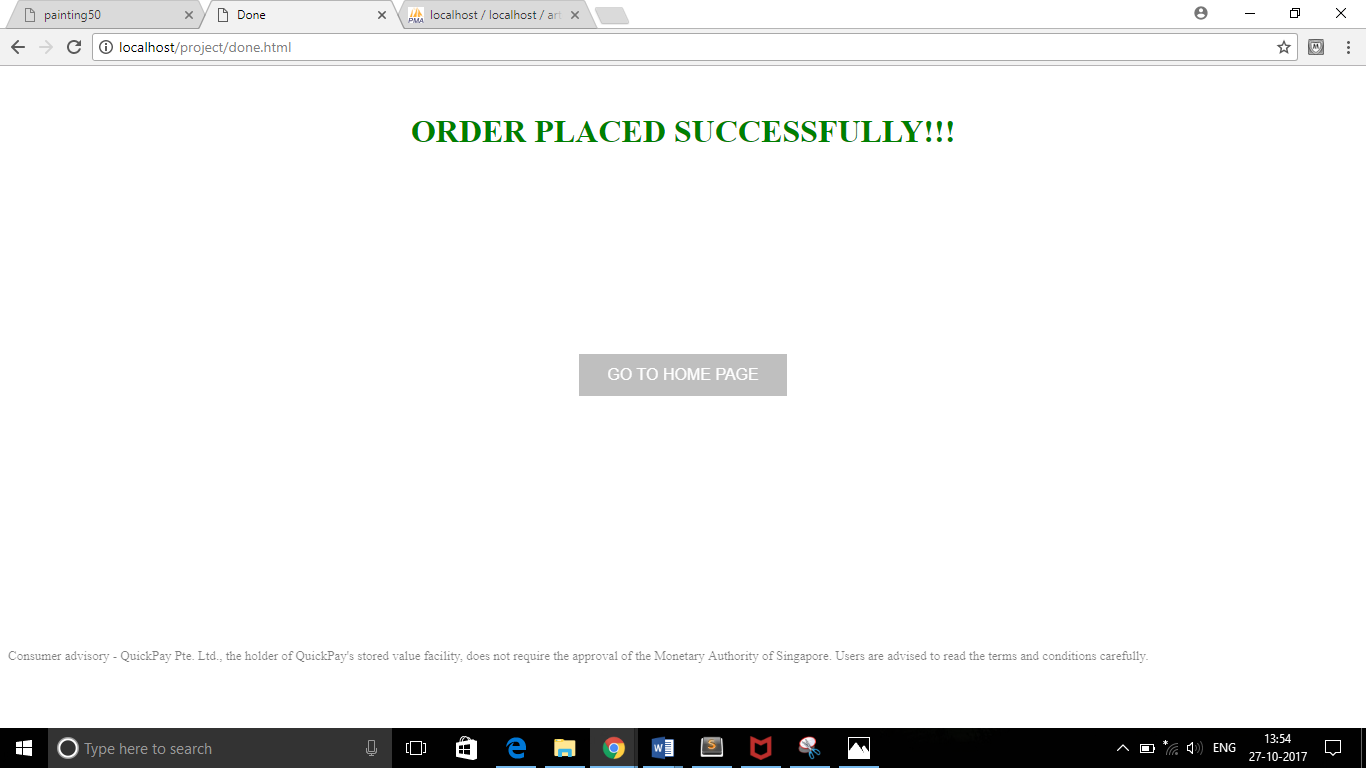 painting50
Done
localhost / localhost / art
localhost/project/done.html
ORDER PLACED SUCCESSFULLY!!!
GO TO HOME PAGE
Consumer advisory - QuickPay Pte. Ltd., the holder of QuickPay's stored value facility, does not require the approval of the Monetary Authority of Singapore. Users are advised to read the terms and conditions carefully.
Type here to search
ENG
13:54
27-10-2017